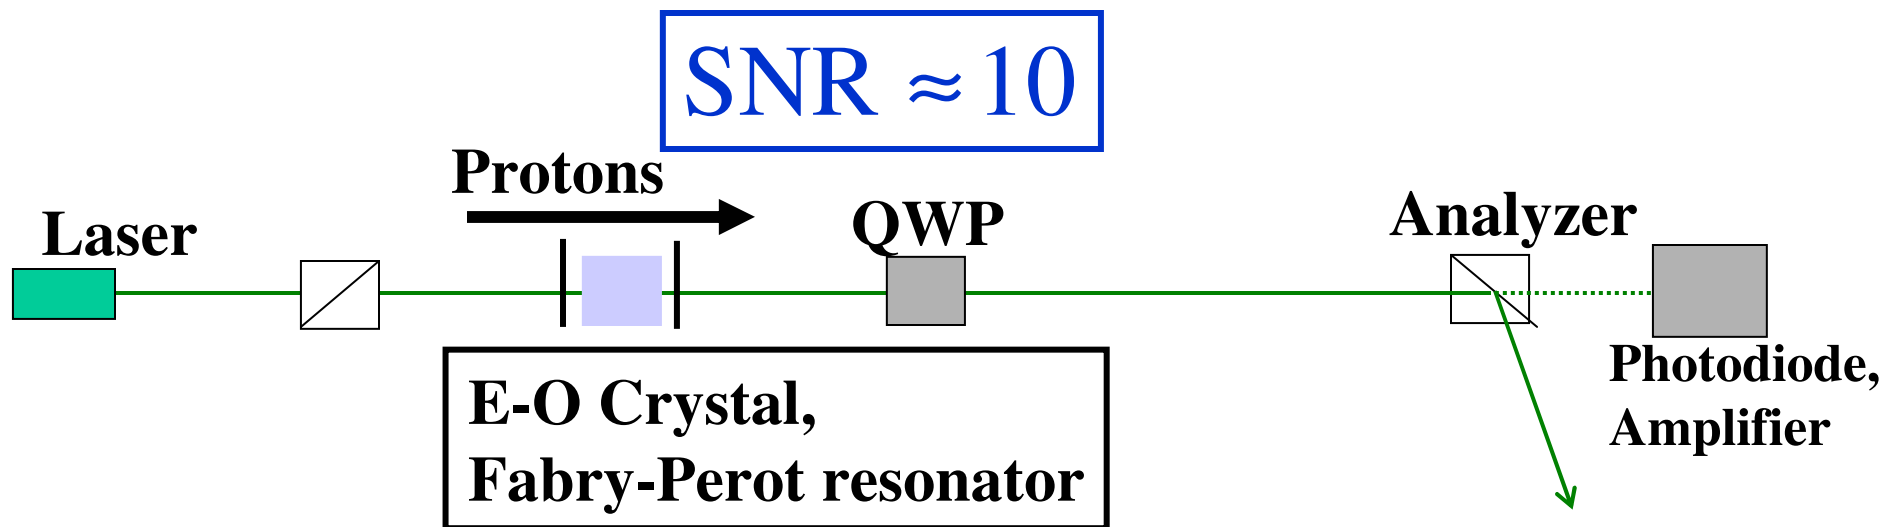 SNR ≈ 10
Protons
Laser
QWP
Analyzer
E-O Crystal,
Fabry-Perot resonator
Photodiode,
Amplifier